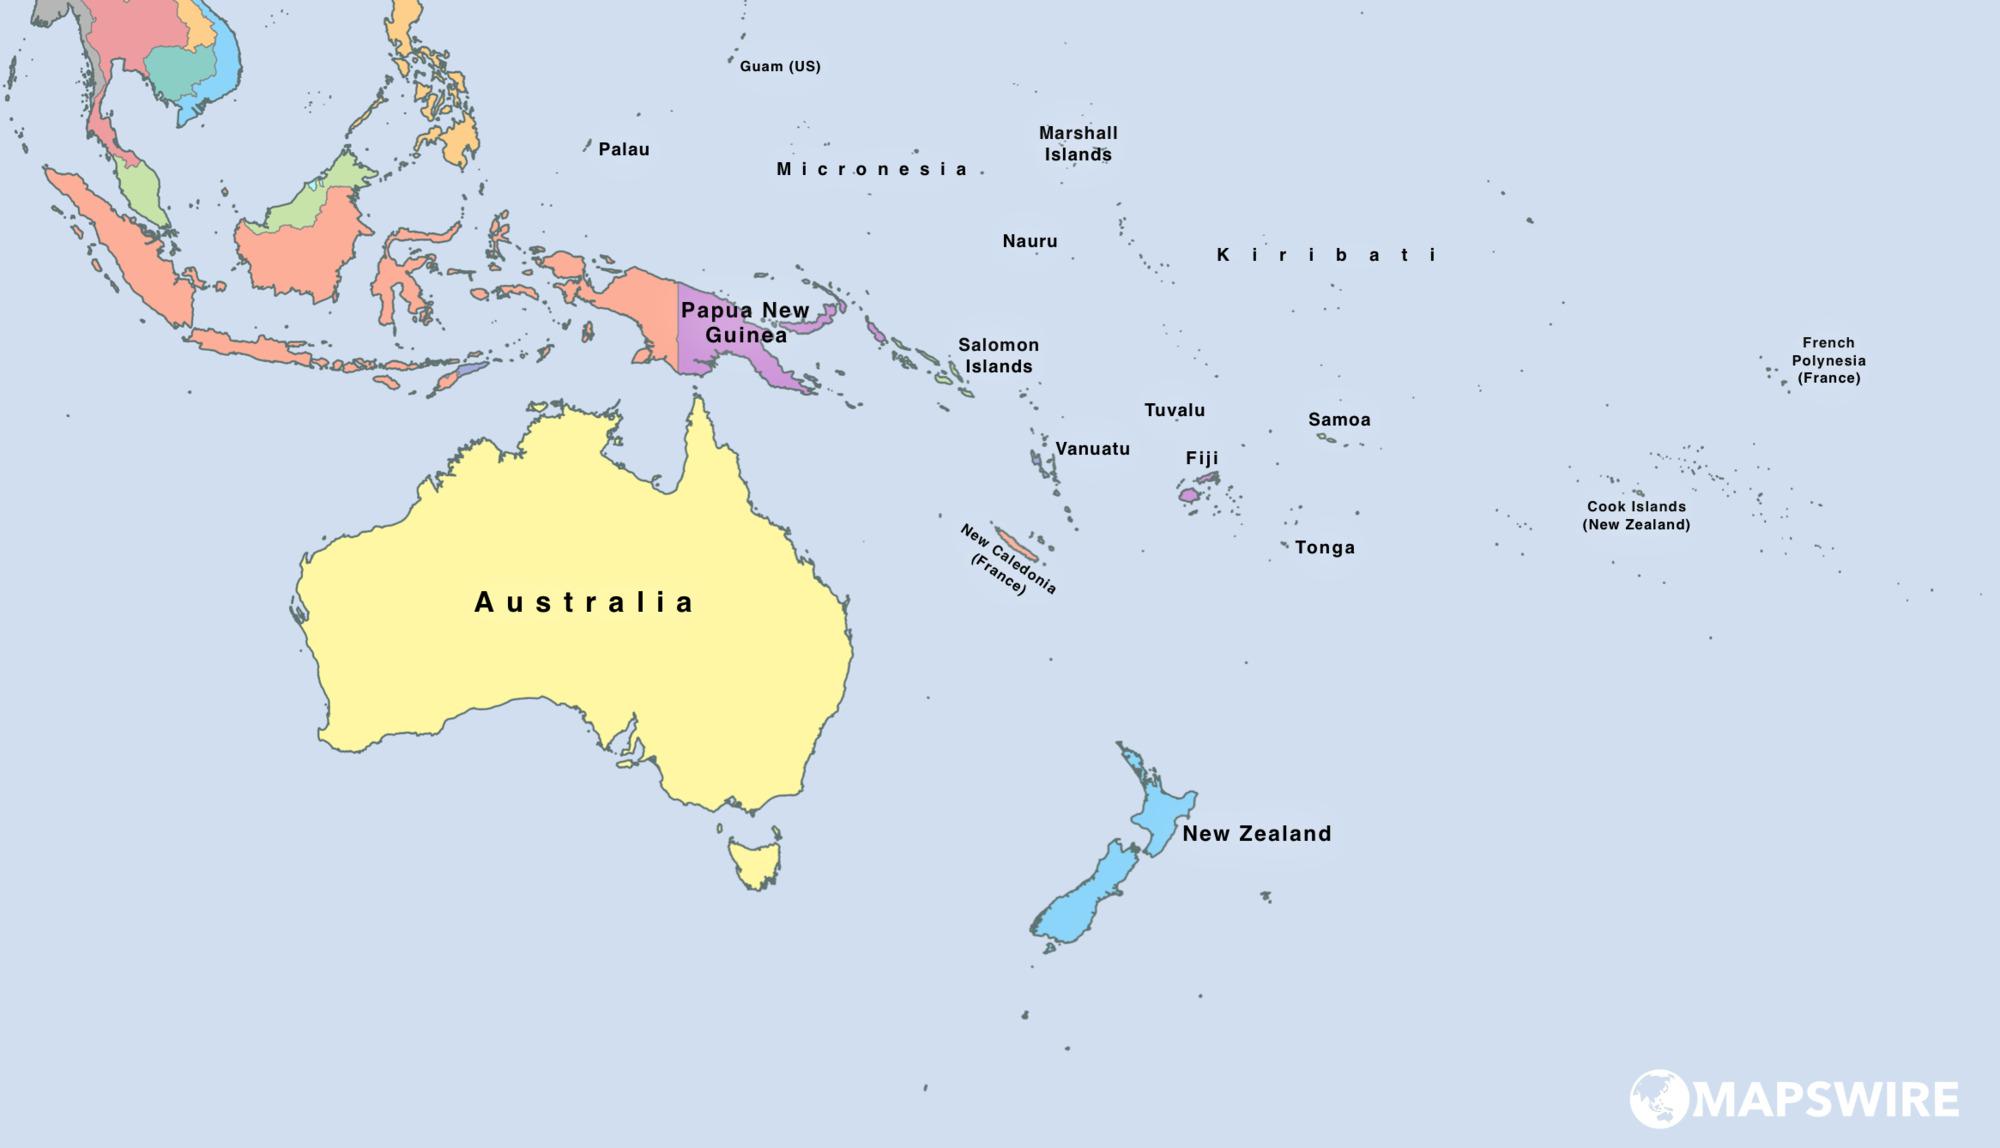 Guam (US)
Marshall
Islands
Palau
Micronesia
Nauru
Kiribati
Papua New
Guinea
Salomon
Islands
French
Polynesia
(France)
Tuvalu
Samoa
Vanuatu
Fiji
Cook Islands
(New Zealand)
New Caledonia
(France)
Tonga
Australia
New Zealand
MAPSWIRE